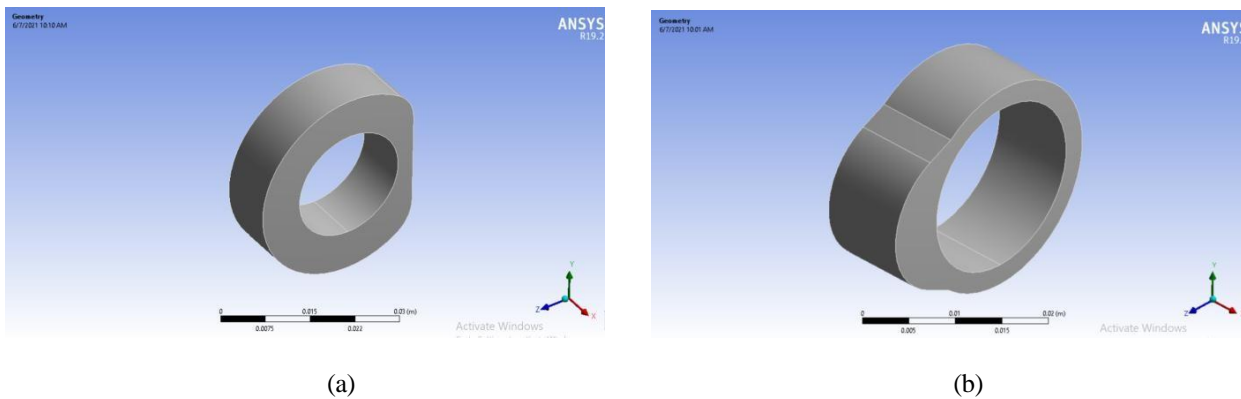 Geometry
6/7/2021 10:10 AM
ANSYS
R19.2
Y
Z
X
0
0.015
0.03 (m)
0.0075
0.022
Activate Windows
(a)
Geometry
6/7/2021 10:01 AM
ANSYS
R19.
Y
Z
0
0.01
0.02 (m)
0.005
0.015
Activate Windows
(b)